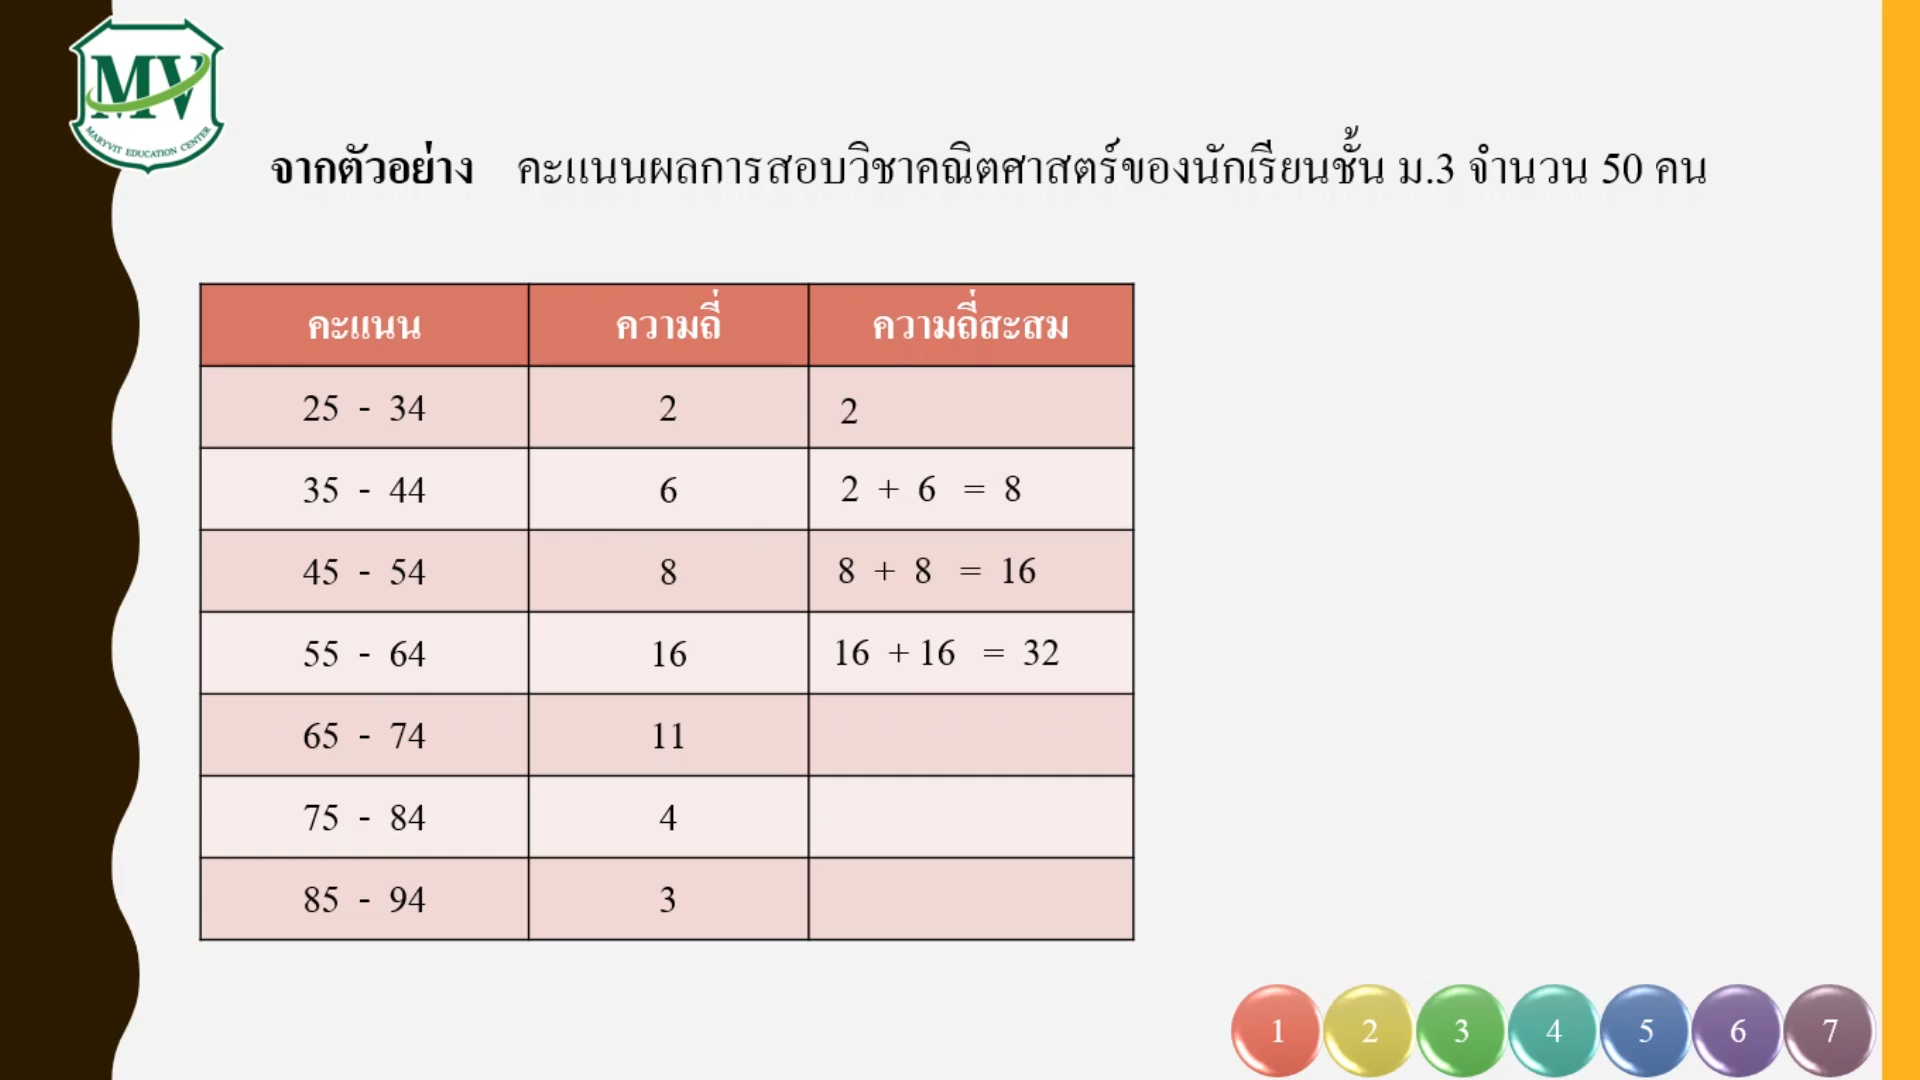 MV
MARYVIT EDUCATION CENTER
จากตัวอย่าง คะแนนผลการสอบวิชาคณิตศาสตร์ของนักเรียนชั้น ม.3 จำนวน 50 คน
คะแนน ความถี่ ความถี่สะสม
25 - 34 2 2
35 - 44 6 2 + 6 = 8
45 - 54 8 8 + 8 = 16
55 - 64 16 16 + 16 = 32
65 - 74 11
75 - 84 4
85 - 94 3
1 2 3 4 5 6 7